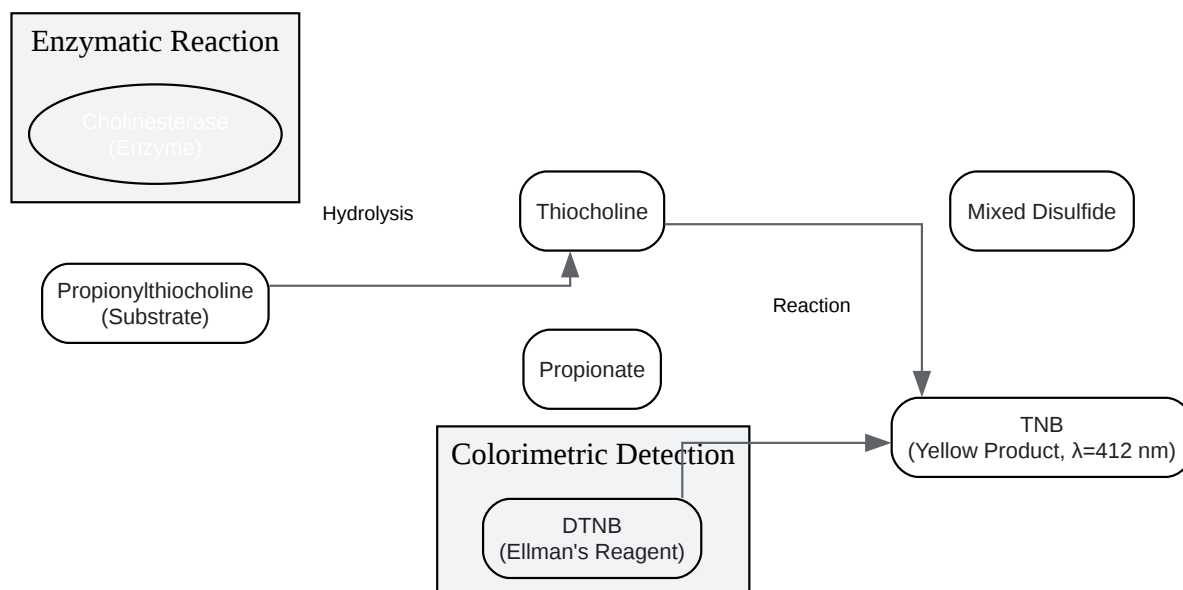 Enzymatic Reaction
Cholinesterase
(Enzyme)
Hydrolysis
Thiocholine
Mixed Disulfide
Propionylthiocholine
(Substrate)
Reaction
Propionate
TNB
(Yellow Product, λ=412 nm)
Colorimetric Detection
DTNB
(Ellman's Reagent)